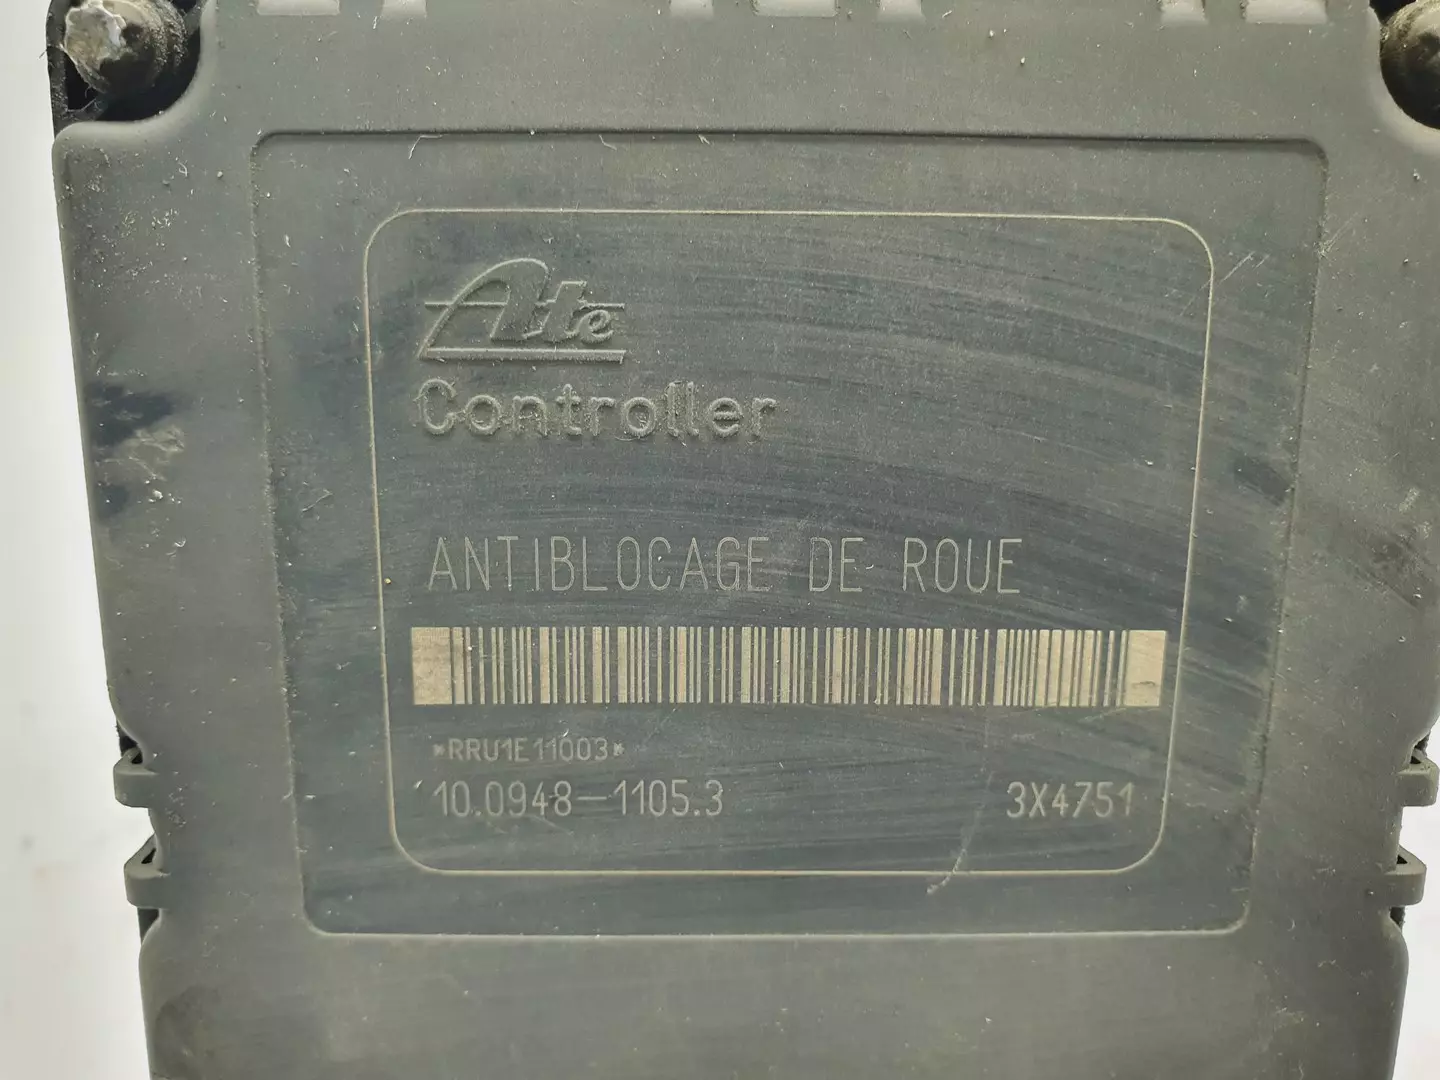 Ate
Controller
ANTIBLOCAGE DE ROUE
*RRU1E11003*
10.0948-1105.3 3X4751